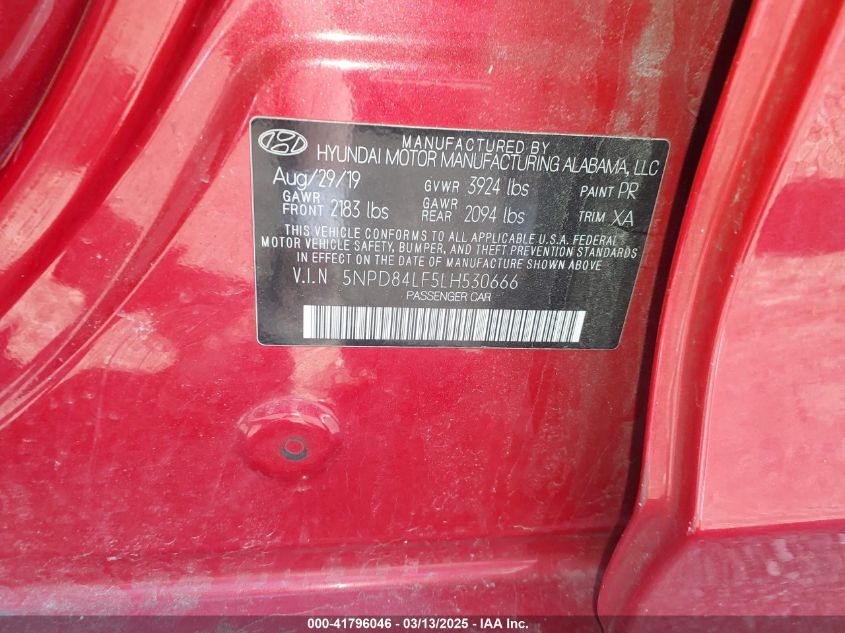 MANUFACTURED BY
HYUNDAI MOTOR MANUFACTURING ALABAMA, LLC
Aug/29/19 GVWR 3924 lbs PAINT PR
GAWR FRONT 2183 lbs GAWR REAR 2094 lbs TRIM XA
THIS VEHICLE CONFORMS TO ALL APPLICABLE U.S.A. FEDERAL
MOTOR VEHICLE SAFETY, BUMPER, AND THEFT PREVENTION STANDARDS
IN EFFECT ON THE DATE OF MANUFACTURE SHOWN ABOVE
V.I.N 5NPD84LF5LH530666
PASSENGER CAR
000-41796046 / 03/13/2025 - © IAA Inc.